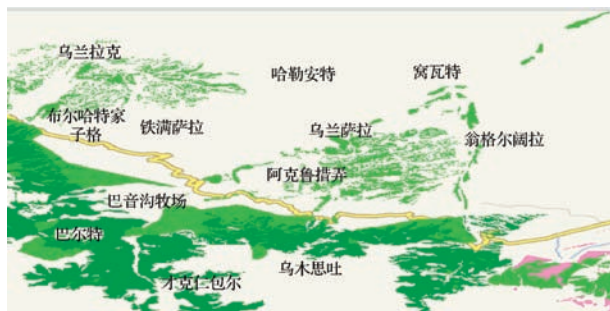 乌兰拉克
哈勒安特
窝瓦特
布尔哈特家
子格
铁满萨拉
乌兰萨拉
翁格尔阔拉
阿克鲁措弄
巴音沟牧场
巴尔特
乌木思吐
才克仁包尔